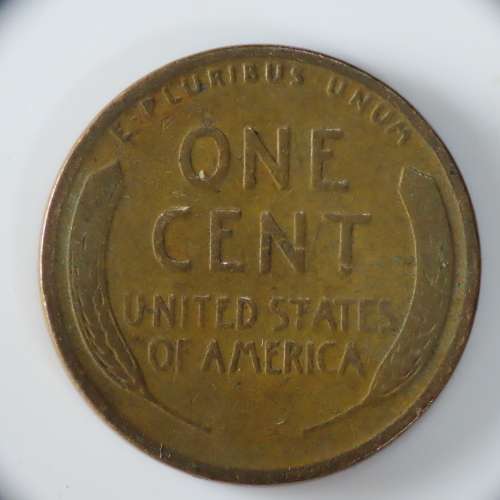 E·PLURIBUS UNUM
ONE
CENT
UNITED STATES
OF AMERICA